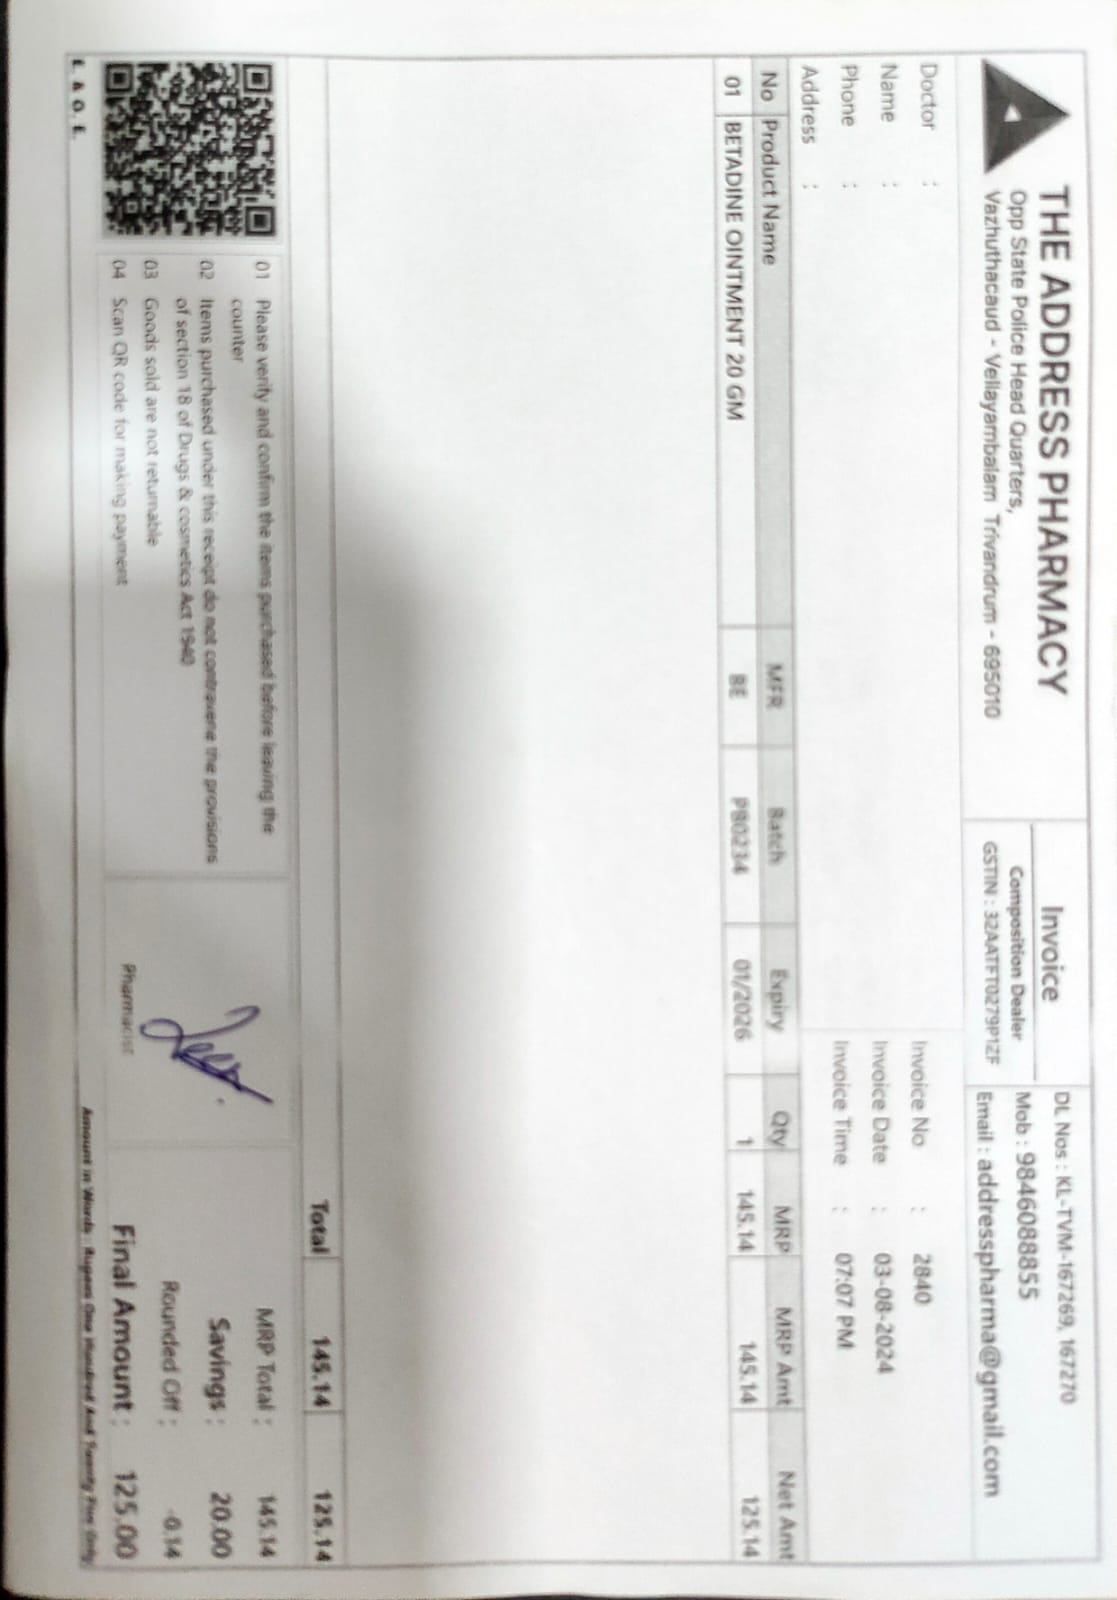 THE ADDRESS PHARMACY
Opp State Police Head Quarters,
Vazhuthacaud - Vellayambalam Trivandrum - 695010
Invoice
Composition Dealer
GSTIN : 32AATFT0279P1ZF
DL Nos : KL-TVM-167269, 167270
Mob : 9846088855
Email : addresspharma@gmail.com
Doctor :
Name :
Phone :
Address :
Invoice No : 2840
Invoice Date : 03-08-2024
Invoice Time : 07:07 PM
No Product Name MFR Batch Expiry Qty MRP MRP Amt Net Amt
01 BETADINE OINTMENT 20 GM BE PB0234 01/2026 1 145.14 145.14 125.14
Total 145.14 125.14
01 Please verify and confirm the items purchased before leaving the
counter
02 Items purchased under this receipt do not contravene the provisions
of section 18 of Drugs & cosmetics Act 1940
03 Goods sold are not returnable
04 Scan QR code for making payment
Pharmacist
MRP Total : 145.14
Savings : 20.00
Rounded Off : -0.14
Final Amount : 125.00
E. & O. E.
Amount in Words : Rupees One Hundred And Twenty Five Only